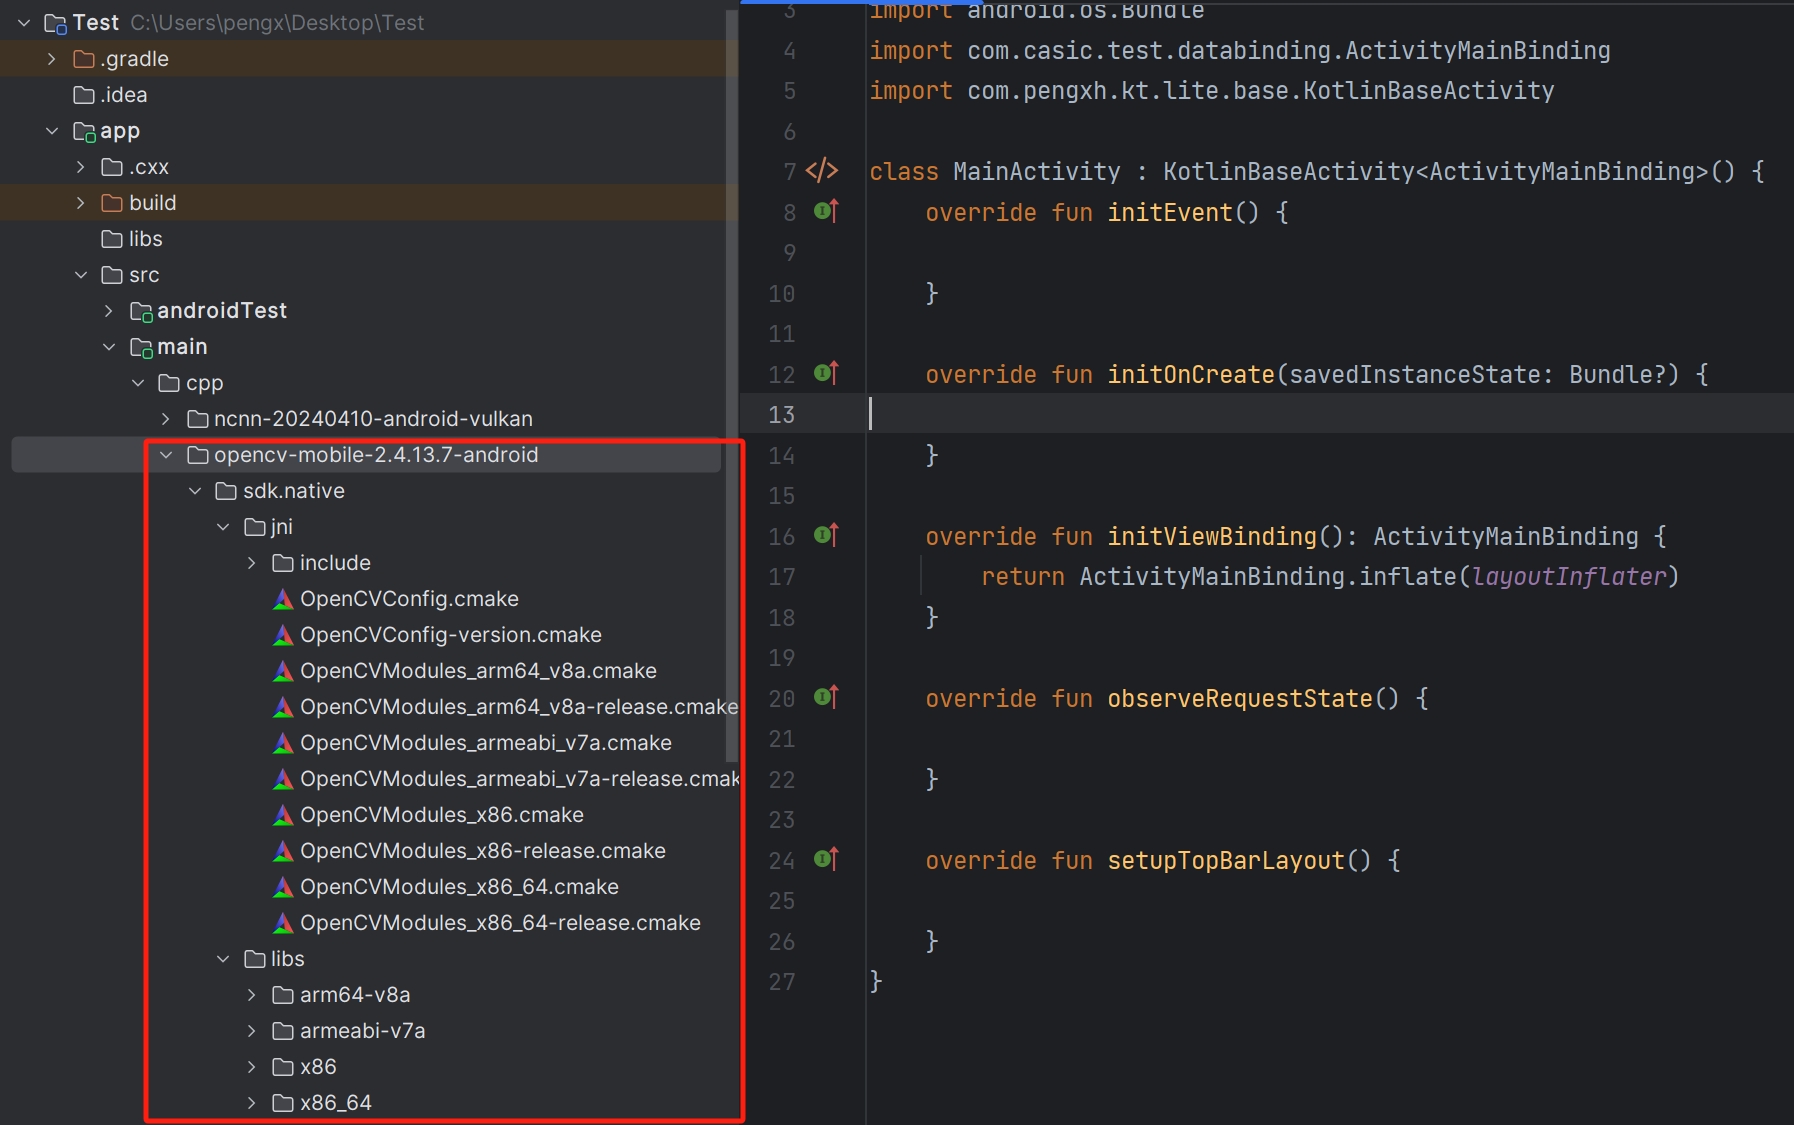 Test C:\Users\pengx\Desktop\Test
.gradle
.idea
app
.cxx
build
libs
src
androidTest
main
cpp
ncnn-20240410-android-vulkan
opencv-mobile-2.4.13.7-android
sdk.native
jni
include
OpenCVConfig.cmake
OpenCVConfig-version.cmake
OpenCVModules_arm64_v8a.cmake
OpenCVModules_arm64_v8a-release.cmake
OpenCVModules_armeabi_v7a.cmake
OpenCVModules_armeabi_v7a-release.cmak
OpenCVModules_x86.cmake
OpenCVModules_x86-release.cmake
OpenCVModules_x86_64.cmake
OpenCVModules_x86_64-release.cmake
libs
arm64-v8a
armeabi-v7a
x86
x86_64
3 import android.os.Bundle
4 import com.casic.test.databinding.ActivityMainBinding
5 import com.pengxh.kt.lite.base.KotlinBaseActivity
6
7 class MainActivity : KotlinBaseActivity<ActivityMainBinding>() {
8 override fun initEvent() {
9
10 }
11
12 override fun initOnCreate(savedInstanceState: Bundle?) {
13
14 }
15
16 override fun initViewBinding(): ActivityMainBinding {
17 return ActivityMainBinding.inflate(layoutInflater)
18 }
19
20 override fun observeRequestState() {
21
22 }
23
24 override fun setupTopBarLayout() {
25
26 }
27 }